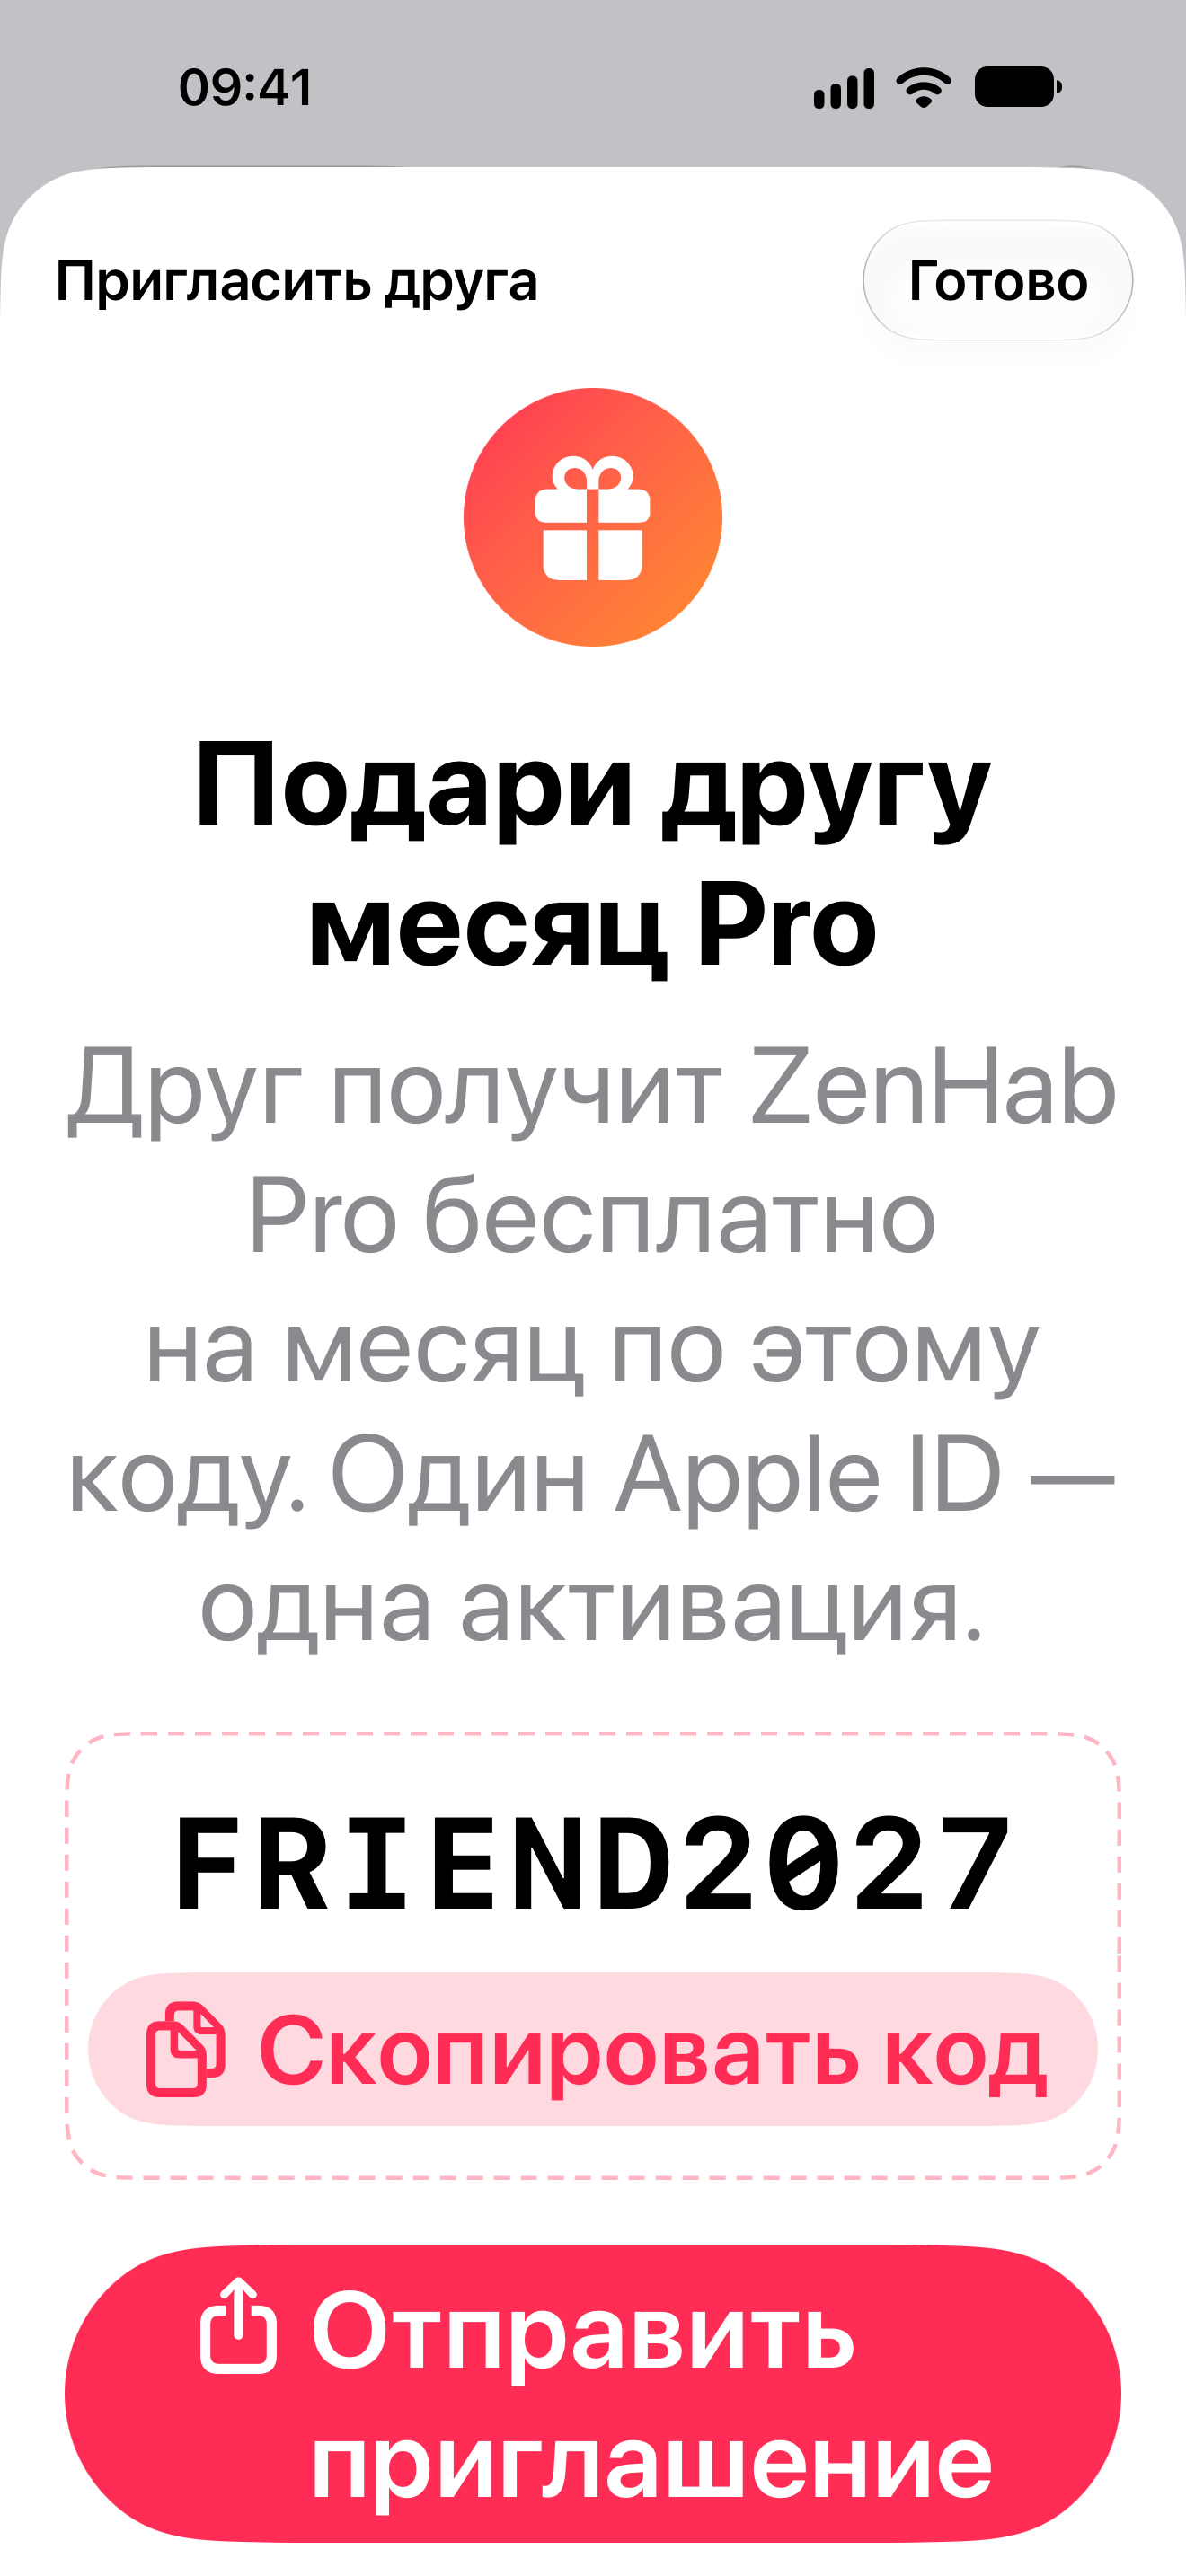 09:41
Пригласить друга
Готово
Подари другу
месяц Pro
Друг получит ZenHab
Pro бесплатно
на месяц по этому
коду. Один Apple ID —
одна активация.
FRIEND2027
Скопировать код
Отправить
приглашение